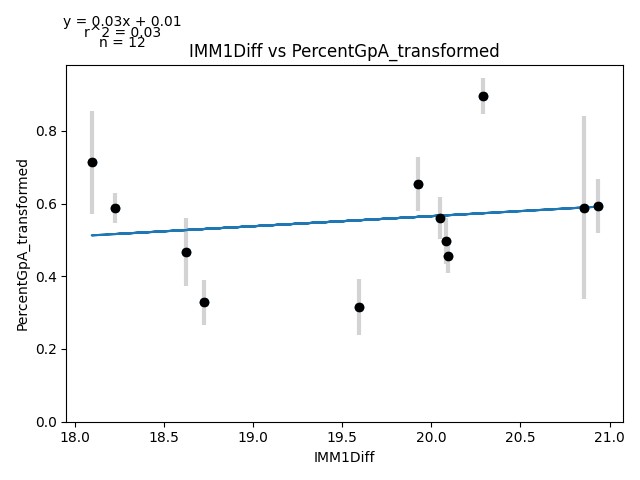 y = 0.03x + 0.01
r^2 = 0.03
n = 12
IMM1Diff vs PercentGpA_transformed
PercentGpA_transformed
0.8
0.6
0.4
0.2
0.0
18.0 18.5 19.0 19.5 20.0 20.5 21.0
IMM1Diff